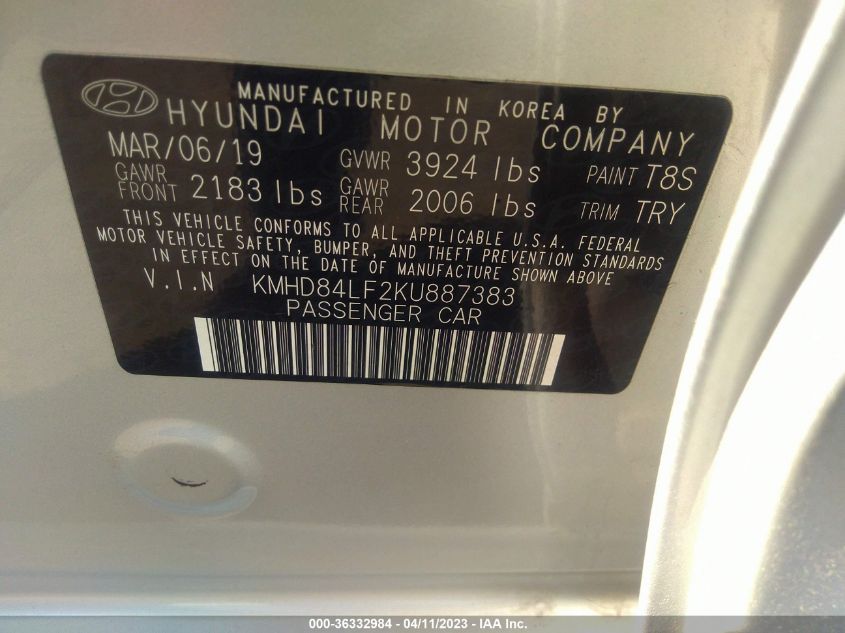 MANUFACTURED IN KOREA BY
HYUNDAI MOTOR COMPANY
MAR/06/19 GVWR 3924 lbs PAINT T8S
GAWR FRONT 2183 lbs GAWR REAR 2006 lbs TRIM TRY
THIS VEHICLE CONFORMS TO ALL APPLICABLE U.S.A. FEDERAL
MOTOR VEHICLE SAFETY, BUMPER, AND THEFT PREVENTION STANDARDS
IN EFFECT ON THE DATE OF MANUFACTURE SHOWN ABOVE
V.I.N KMHD84LF2KU887383
PASSENGER CAR
000-36332984 - 04/11/2023 - IAA Inc.